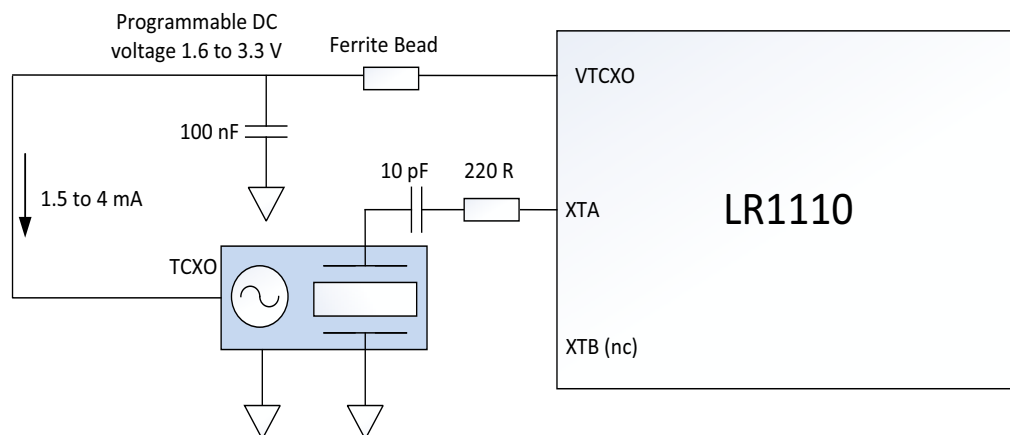 Programmable DC
voltage 1.6 to 3.3 V
Ferrite Bead
VTCXO
100 nF
10 pF
220 R
1.5 to 4 mA
XTA
LR1110
TCXO
XTB (nc)